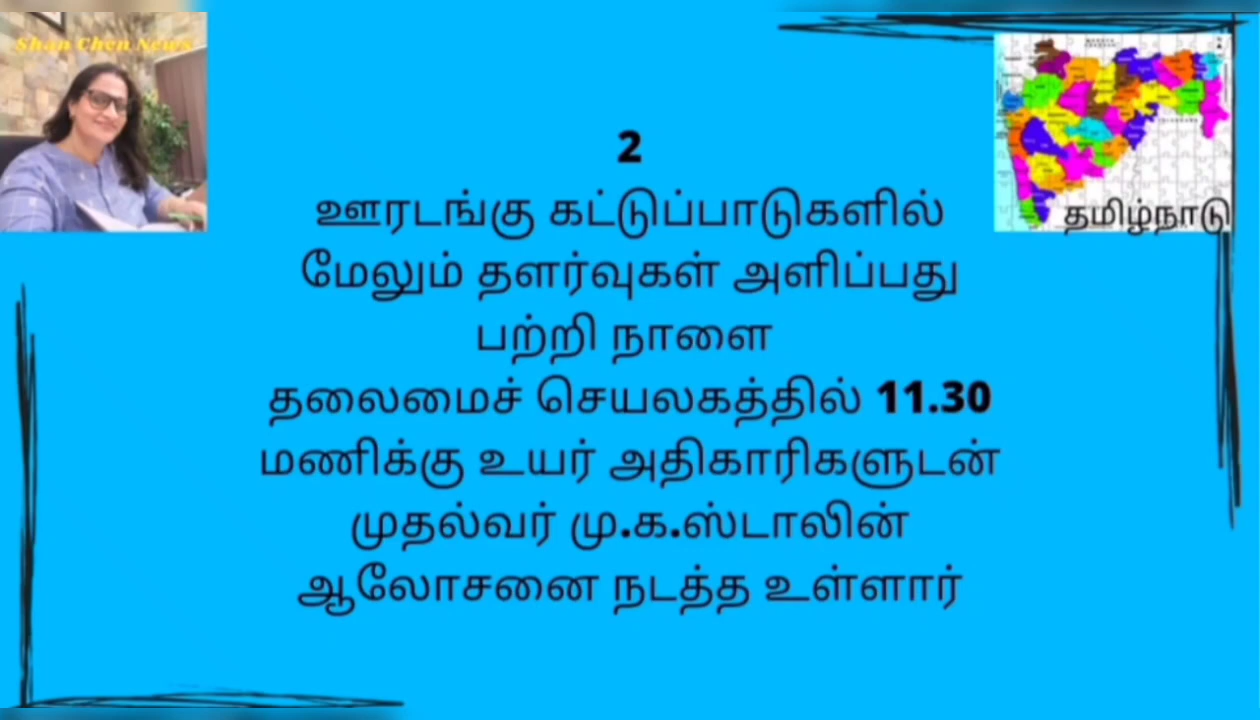 Shan Chen News
தமிழ்நாடு
2
ஊரடங்கு கட்டுப்பாடுகளில்
மேலும் தளர்வுகள் அளிப்பது
பற்றி நாளை
தலைமைச் செயலகத்தில் 11.30
மணிக்கு உயர் அதிகாரிகளுடன்
முதல்வர் மு.க.ஸ்டாலின்
ஆலோசனை நடத்த உள்ளார்